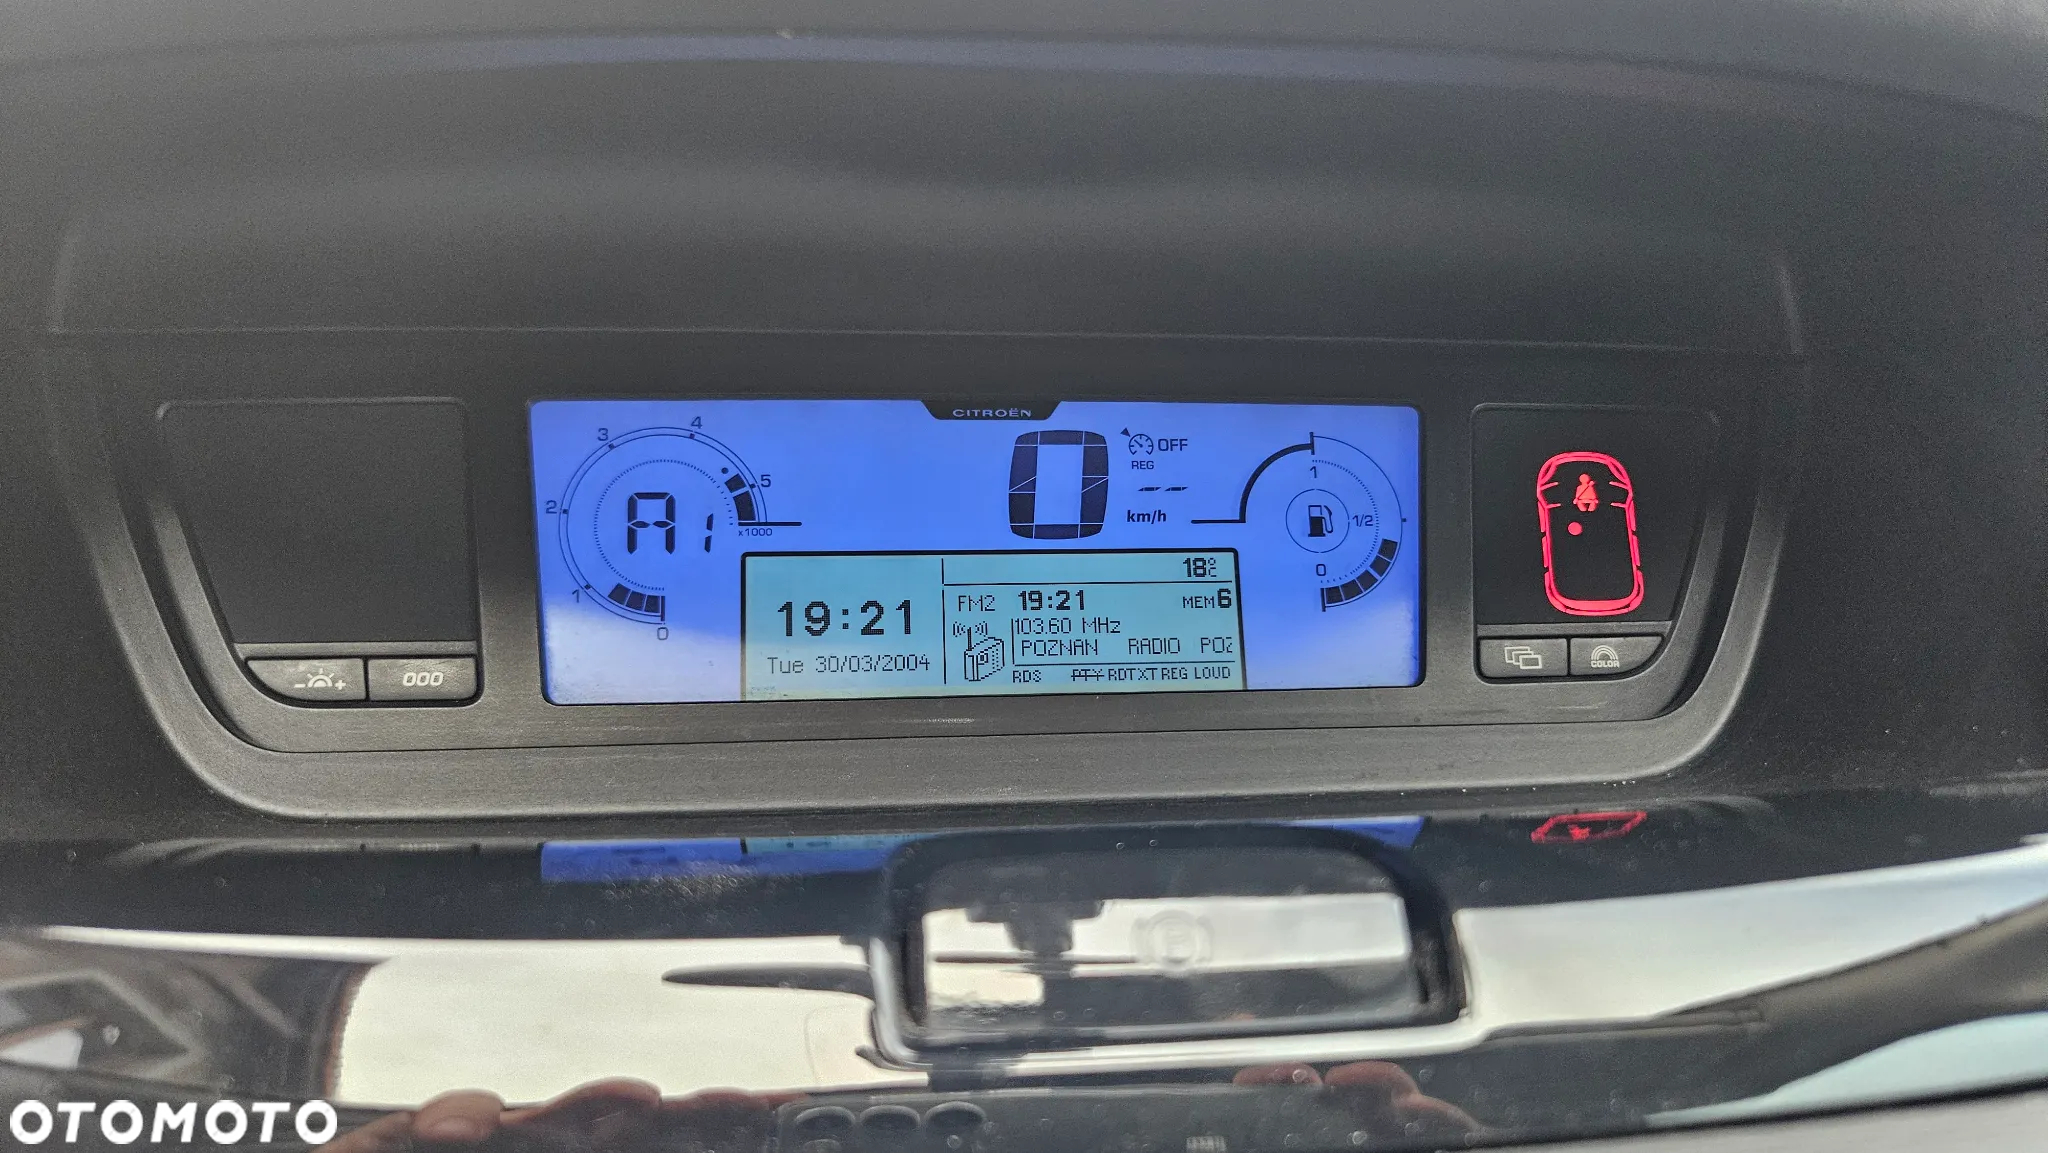 CITROËN
4
3
5
2
1
0
x1000
A1
0
OFF
REG
-- --
km/h
1
1/2
0
18°C
19:21
Tue 30/03/2004
FM2 19:21 MEM 6
103.60 MHz
POZNAN RADIO POZ
RDS PTY RDTXT REG LOUD
- +
000
COLOR
P
OTOMOTO